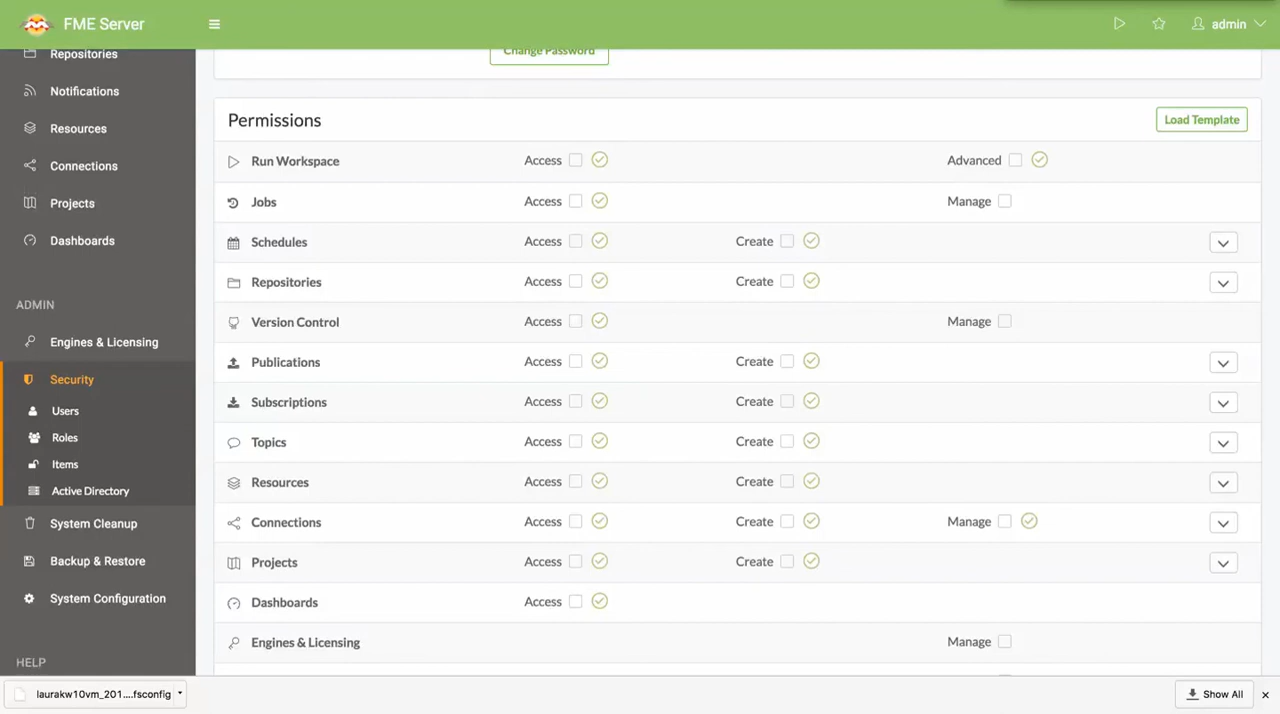 FME Server
admin
Repositories
Notifications
Resources
Connections
Projects
Dashboards
ADMIN
Engines & Licensing
Security
Users
Roles
Items
Active Directory
System Cleanup
Backup & Restore
System Configuration
HELP
Change Password
Permissions
Load Template
Run Workspace Access Advanced
Jobs Access Manage
Schedules Access Create
Repositories Access Create
Version Control Access Manage
Publications Access Create
Subscriptions Access Create
Topics Access Create
Resources Access Create
Connections Access Create Manage
Projects Access Create
Dashboards Access
Engines & Licensing Manage
laurakw10vm_201....fsconfig
Show All